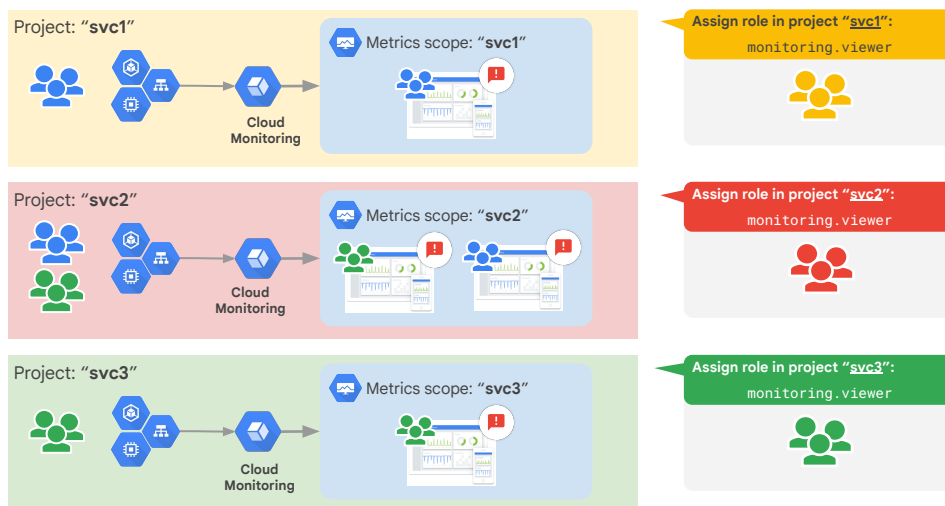 Project: “svc1”
Metrics scope: “svc1”
Cloud
Monitoring
Assign role in project “svc1”:
monitoring.viewer
Project: “svc2”
Metrics scope: “svc2”
Cloud
Monitoring
Assign role in project “svc2”:
monitoring.viewer
Project: “svc3”
Metrics scope: “svc3”
Cloud
Monitoring
Assign role in project “svc3”:
monitoring.viewer